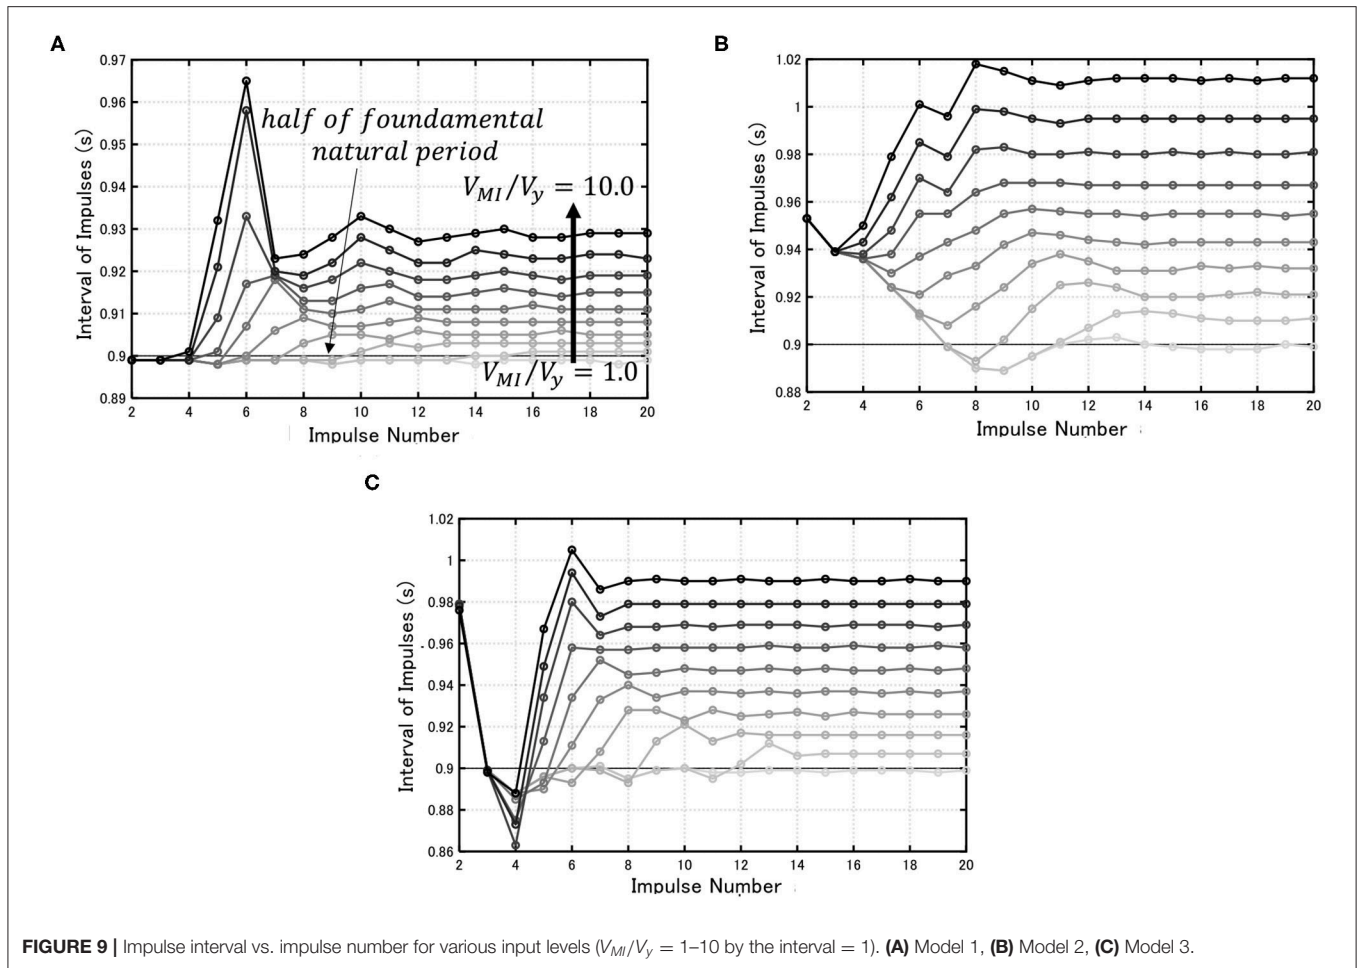 A
Interval of Impulses (s)
0.97
0.96
0.95
0.94
0.93
0.92
0.91
0.9
0.89
half of foundamental
natural period
V_MI/V_y = 10.0
V_MI/V_y = 1.0
2 4 6 8 10 12 14 16 18 20
Impulse Number
B
Interval of Impulses (s)
1.02
1
0.98
0.96
0.94
0.92
0.9
0.88
2 4 6 8 10 12 14 16 18 20
Impulse Number
C
Interval of Impulses (s)
1.02
1
0.98
0.96
0.94
0.92
0.9
0.88
0.86
2 4 6 8 10 12 14 16 18 20
Impulse Number
FIGURE 9 | Impulse interval vs. impulse number for various input levels (V_MI/V_y = 1–10 by the interval = 1). (A) Model 1, (B) Model 2, (C) Model 3.